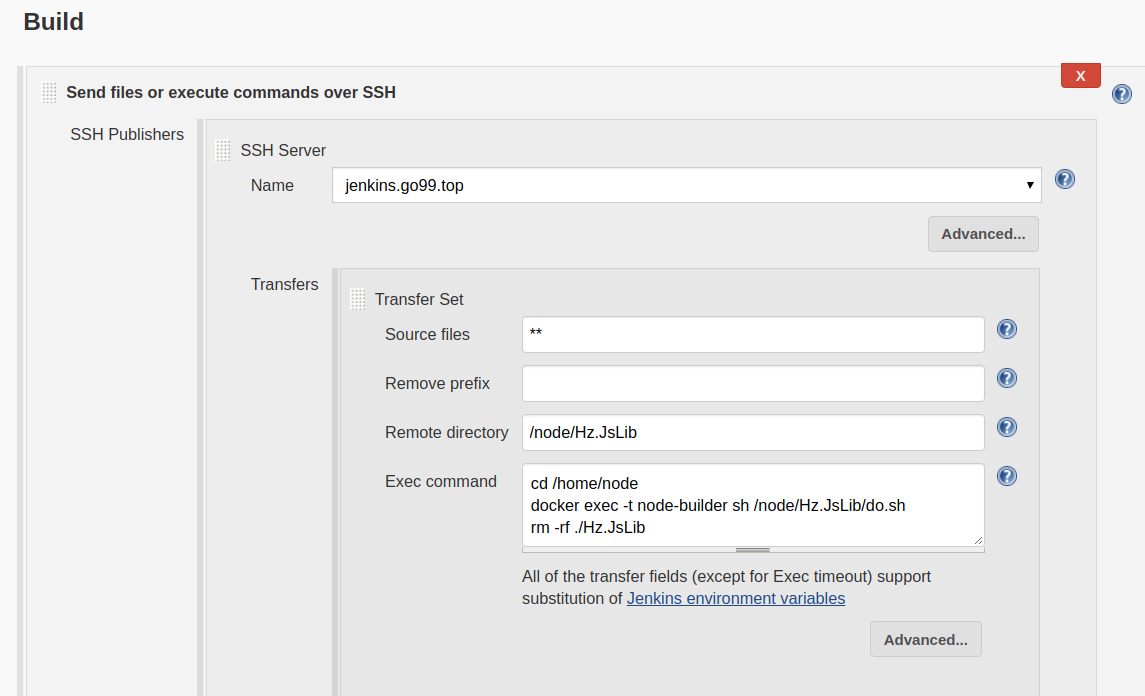 Build
X
Send files or execute commands over SSH
?
SSH Publishers
SSH Server
Name
jenkins.go99.top
?
Advanced...
Transfers
Transfer Set
Source files
**
?
Remove prefix
?
Remote directory
/node/Hz.JsLib
?
Exec command
cd /home/node
docker exec -t node-builder sh /node/Hz.JsLib/do.sh
rm -rf ./Hz.JsLib
?
All of the transfer fields (except for Exec timeout) support
substitution of Jenkins environment variables
Advanced...